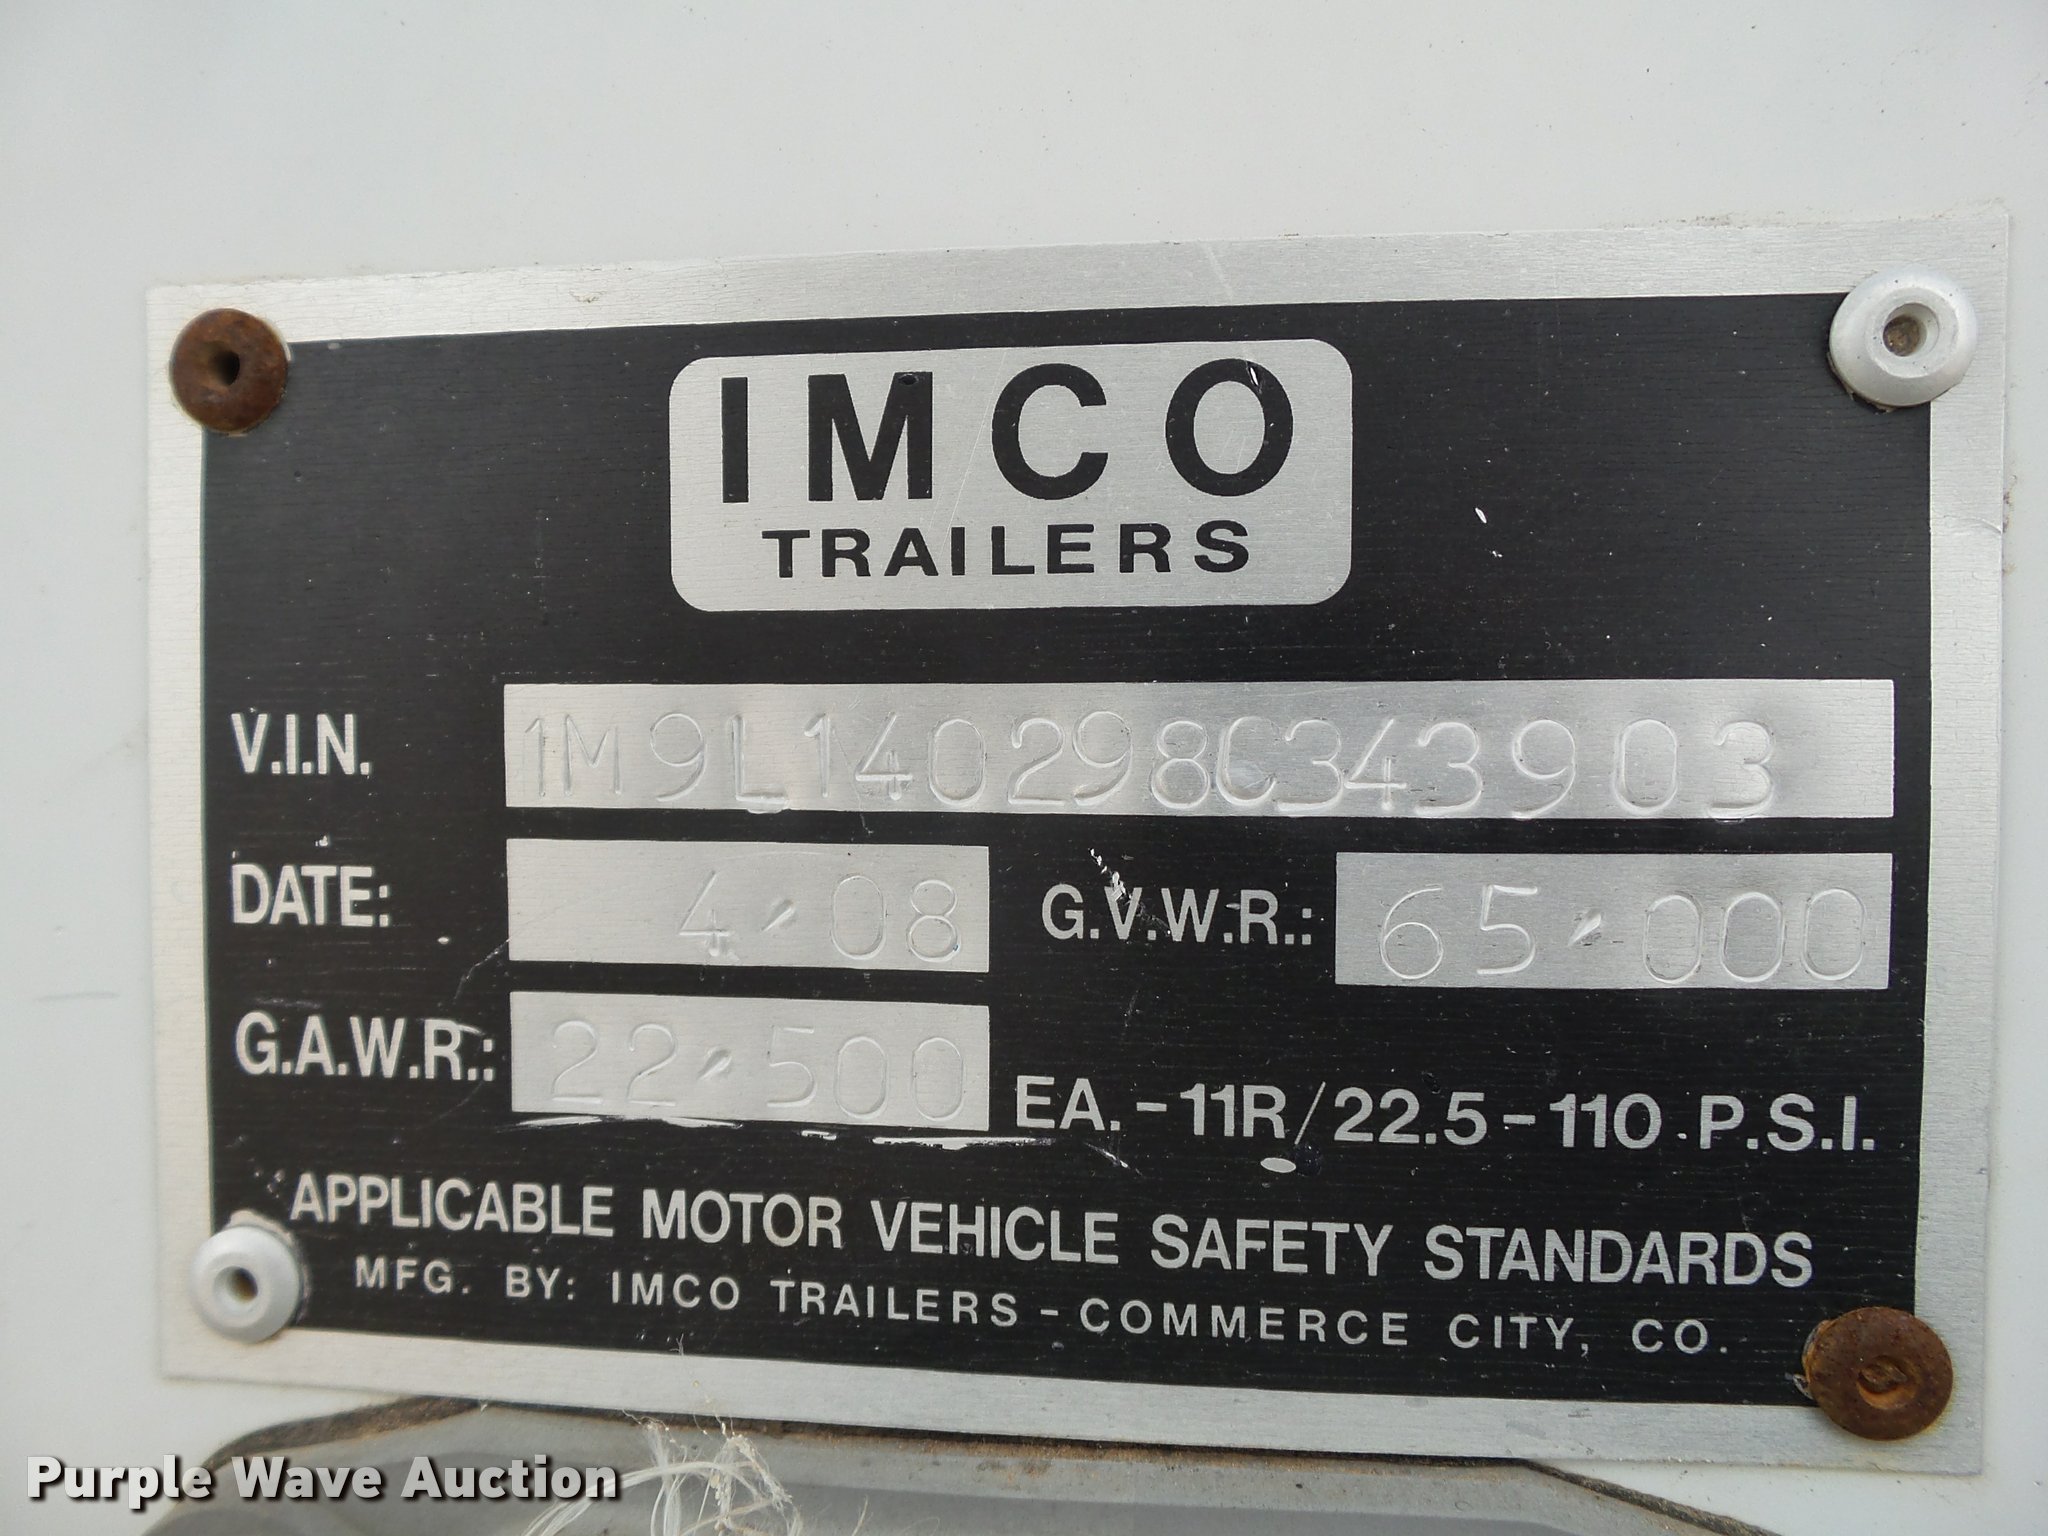 IMCO
TRAILERS
V.I.N. 1M9L140298C343903
DATE: 4-08 G.V.W.R.: 65-000
G.A.W.R.: 22-500 EA.-11R/22.5-110 P.S.I.
APPLICABLE MOTOR VEHICLE SAFETY STANDARDS
MFG. BY: IMCO TRAILERS - COMMERCE CITY, CO.
Purple Wave Auction